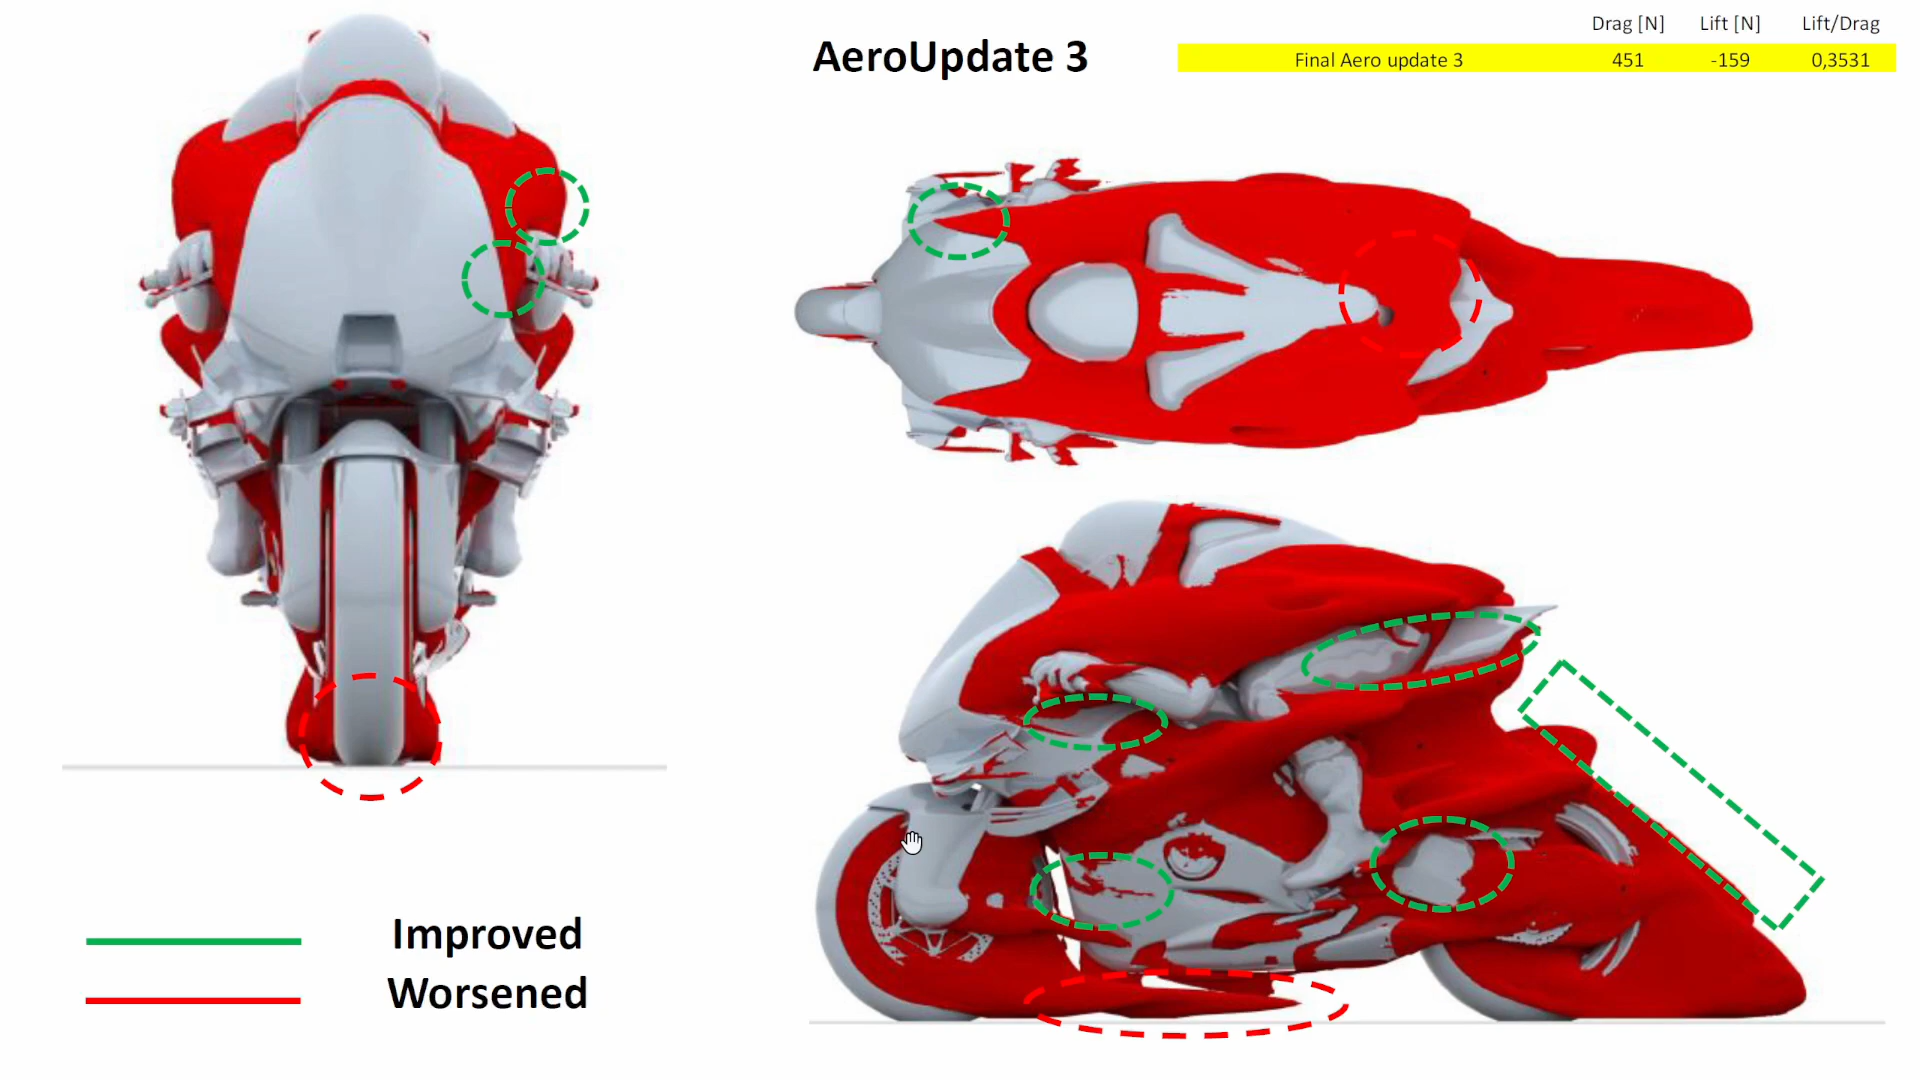 AeroUpdate 3
Drag [N] Lift [N] Lift/Drag
Final Aero update 3 451 -159 0,3531
Improved
Worsened